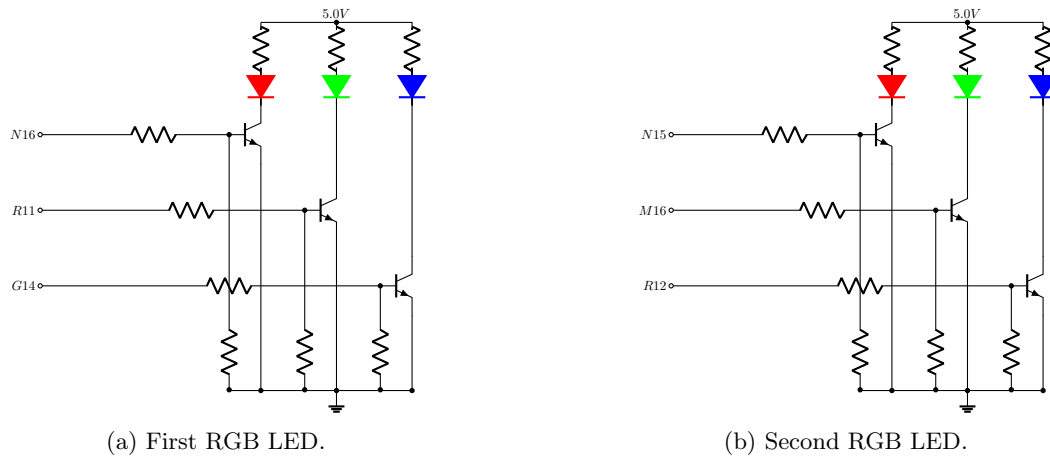 5.0V
N16
R11
G14
(a) First RGB LED.
5.0V
N15
M16
R12
(b) Second RGB LED.